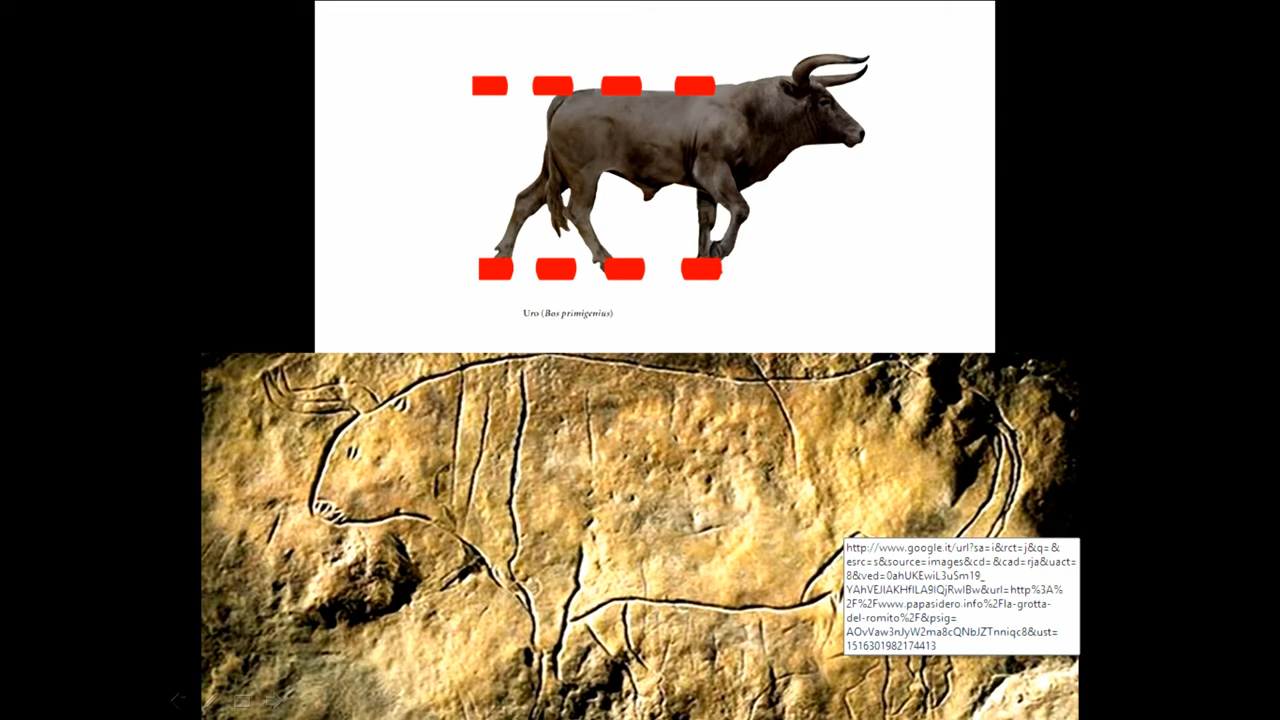 Uro (Bos primigenius)
http://www.google.it/url?sa=i&rct=j&q=&
esrc=s&source=images&cd=&cad=rja&uact=
8&ved=0ahUKEwiL3uSm19_
YAhVEJlAKHfILA9IQjRwIBw&url=http%3A%
2F%2Fwww.papasidero.info%2Fla-grotta-
del-romito%2F&psig=
AOvVaw3nJyW2ma8cQNbJZTnniqc8&ust=
1516301982174413